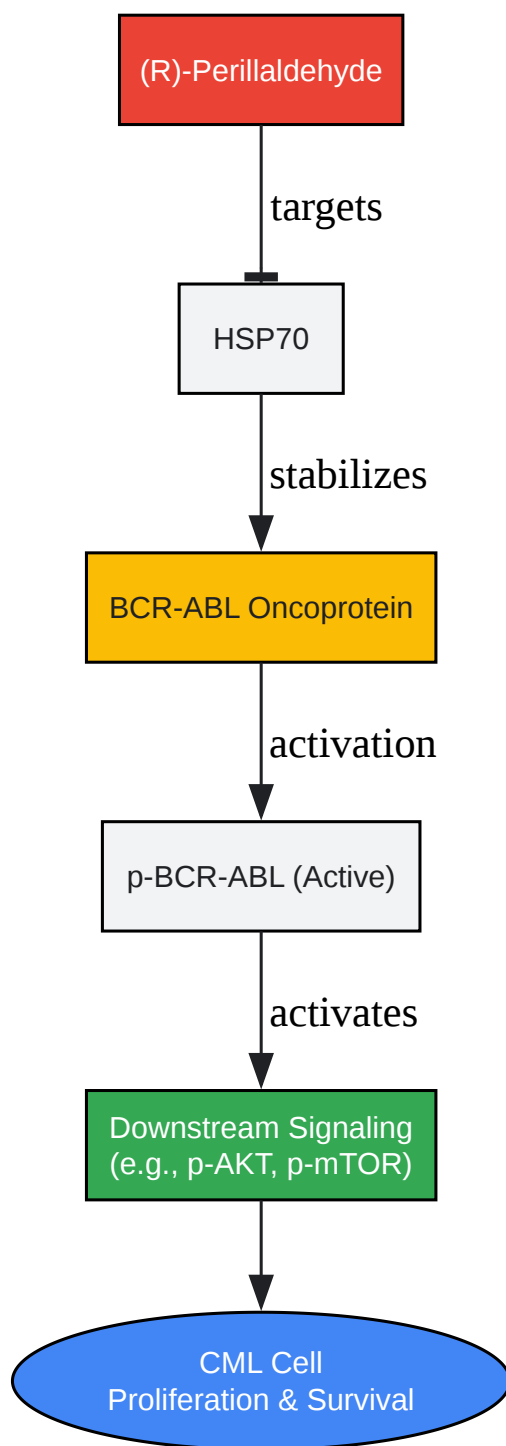 (R)-Perillaldehyde
targets
HSP70
stabilizes
BCR-ABL Oncoprotein
activation
p-BCR-ABL (Active)
activates
Downstream Signaling
(e.g., p-AKT, p-mTOR)
CML Cell
Proliferation & Survival